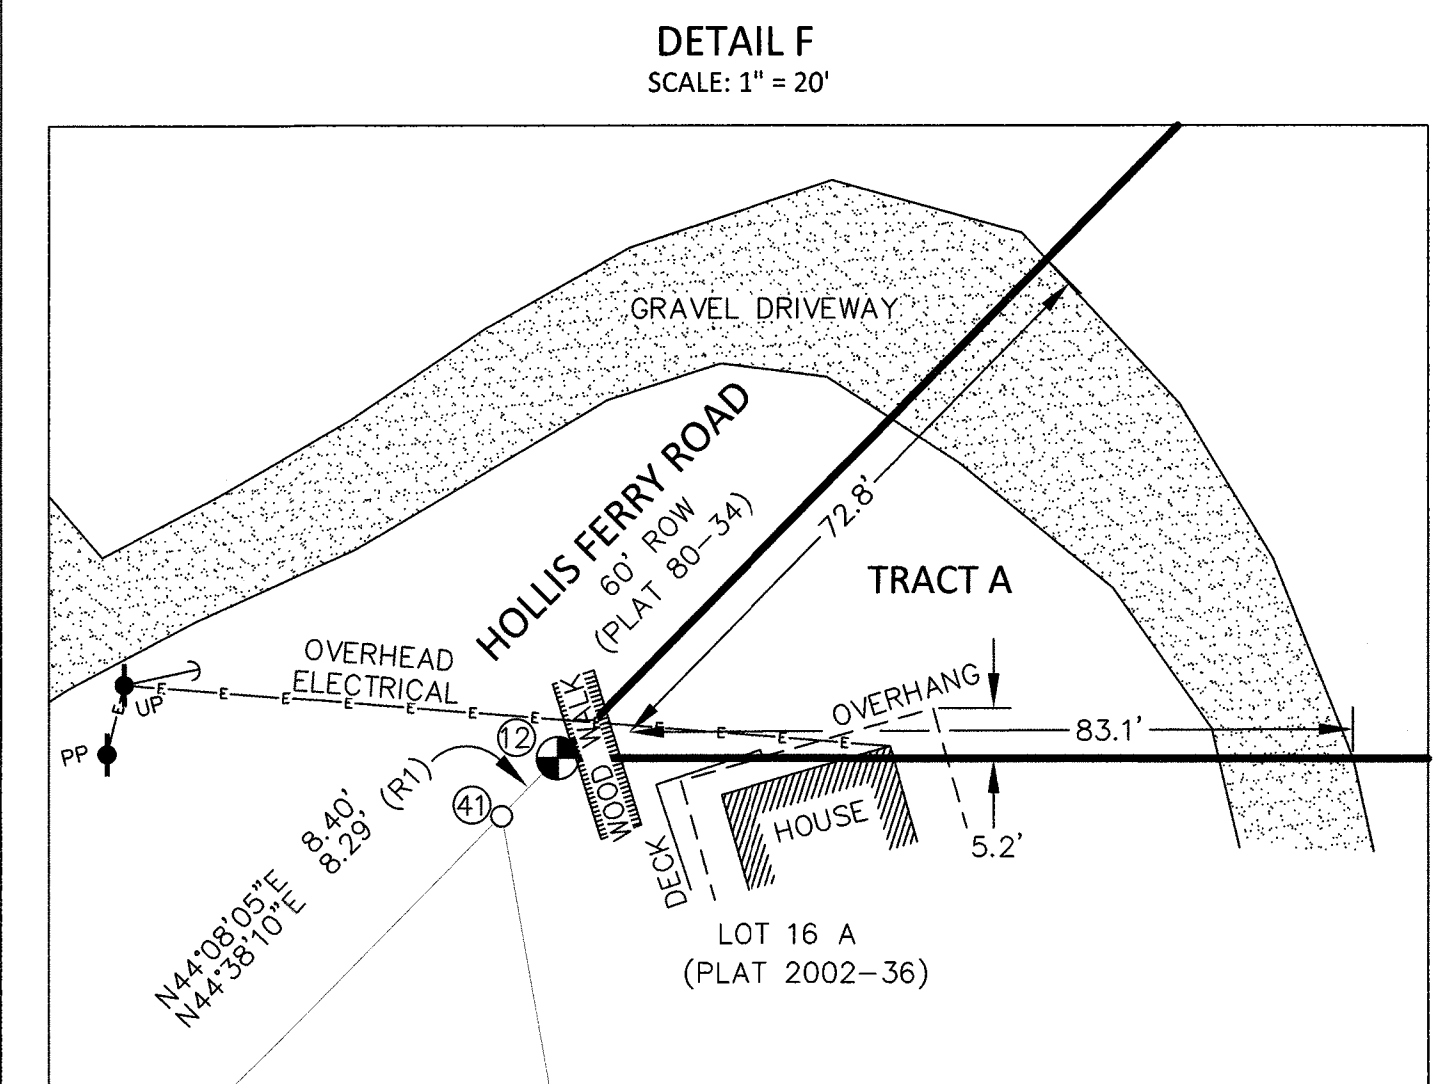 DETAIL F
SCALE: 1" = 20'
GRAVEL DRIVEWAY
HOLLIS FERRY ROAD
60' ROW
(PLAT 80-34)
72.8'
TRACT A
OVERHEAD
ELECTRICAL
E E E E E E E E E E E
UP
PP
WOOD WALK
OVERHANG
83.1'
12
41
8.40'
8.29' (R1)
N44°08'05"E
N44°38'10"E
HOUSE
DECK
5.2'
LOT 16 A
(PLAT 2002-36)